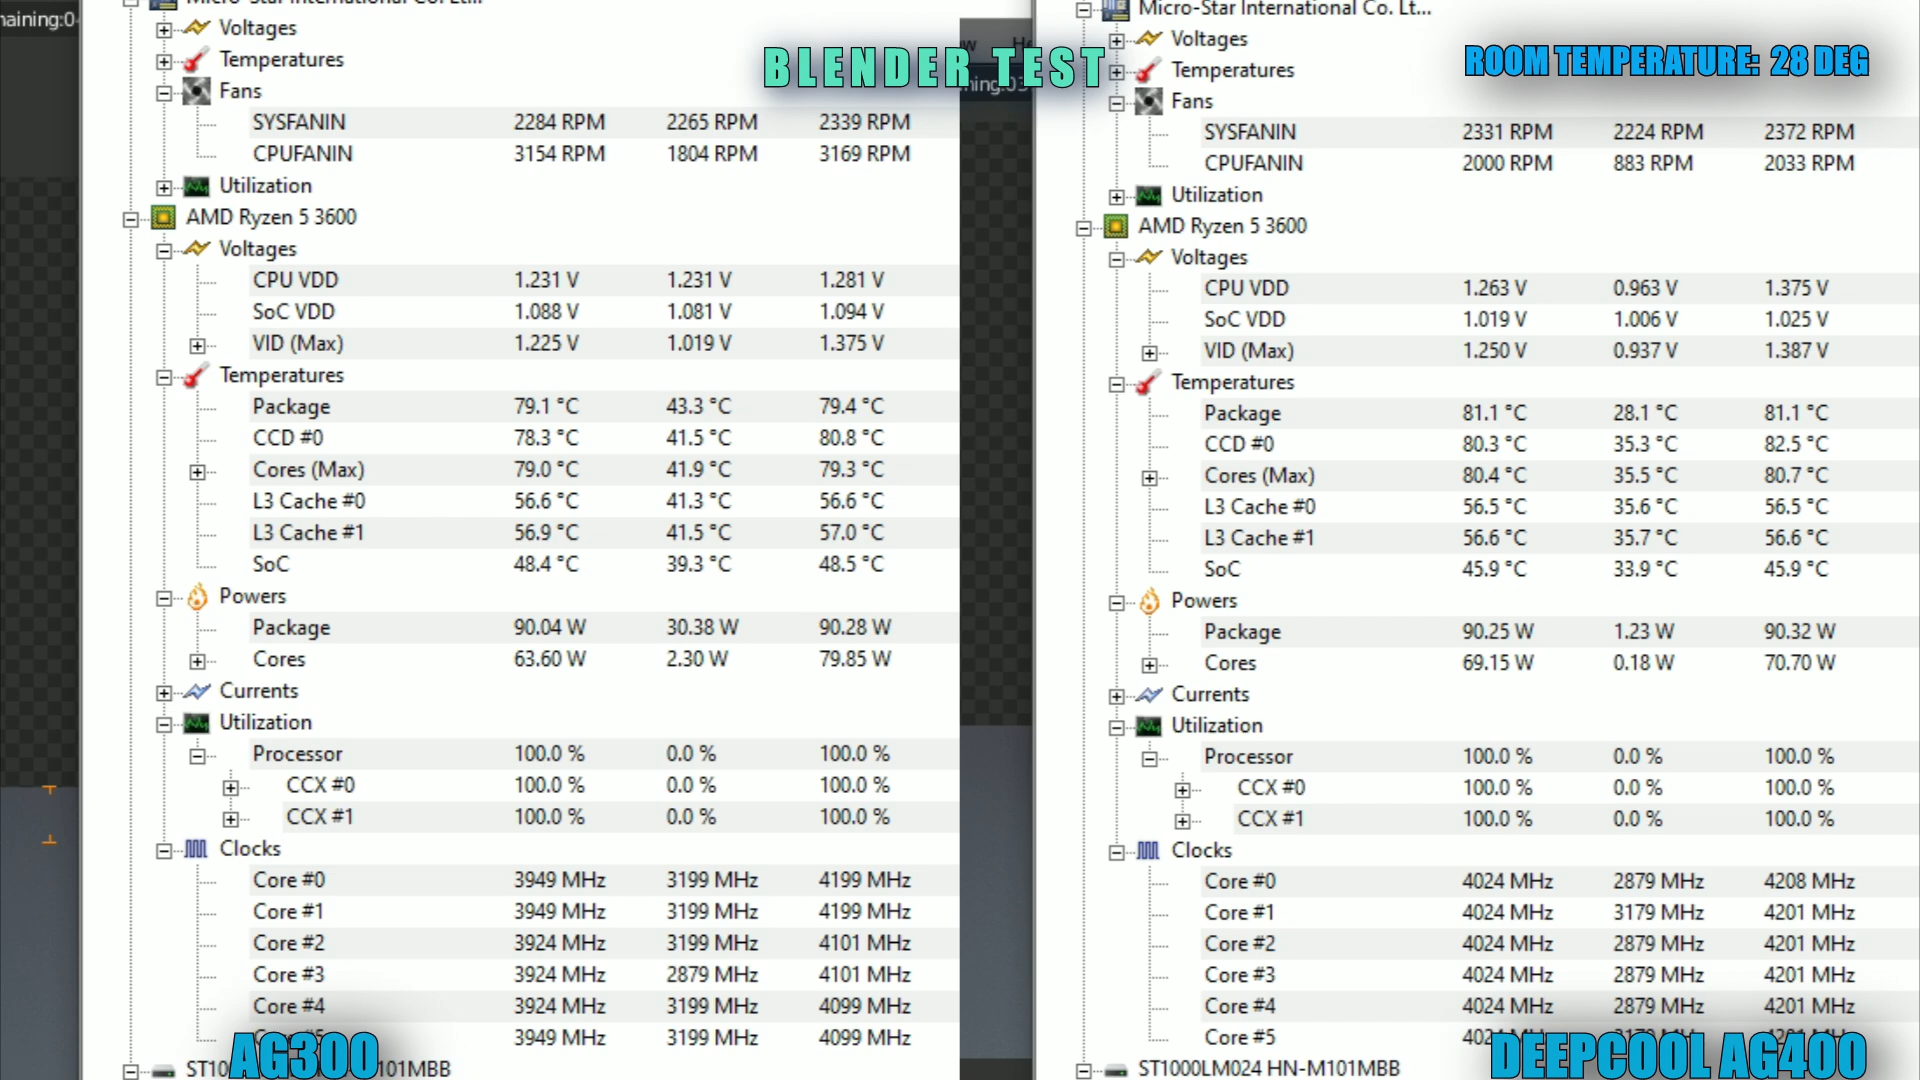 BLENDER TEST
ROOM TEMPERATURE: 28 DEG
Voltages
Temperatures
Fans
SYSFANIN 2284 RPM 2265 RPM 2339 RPM
CPUFANIN 3154 RPM 1804 RPM 3169 RPM
Utilization
AMD Ryzen 5 3600
Voltages
CPU VDD 1.231 V 1.231 V 1.281 V
SoC VDD 1.088 V 1.081 V 1.094 V
VID (Max) 1.225 V 1.019 V 1.375 V
Temperatures
Package 79.1 °C 43.3 °C 79.4 °C
CCD #0 78.3 °C 41.5 °C 80.8 °C
Cores (Max) 79.0 °C 41.9 °C 79.3 °C
L3 Cache #0 56.6 °C 41.3 °C 56.6 °C
L3 Cache #1 56.9 °C 41.5 °C 57.0 °C
SoC 48.4 °C 39.3 °C 48.5 °C
Powers
Package 90.04 W 30.38 W 90.28 W
Cores 63.60 W 2.30 W 79.85 W
Currents
Utilization
Processor 100.0 % 0.0 % 100.0 %
CCX #0 100.0 % 0.0 % 100.0 %
CCX #1 100.0 % 0.0 % 100.0 %
Clocks
Core #0 3949 MHz 3199 MHz 4199 MHz
Core #1 3949 MHz 3199 MHz 4199 MHz
Core #2 3924 MHz 3199 MHz 4101 MHz
Core #3 3924 MHz 2879 MHz 4101 MHz
Core #4 3924 MHz 3199 MHz 4099 MHz
3949 MHz 3199 MHz 4099 MHz
AG300
Micro-Star International Co. Lt...
Voltages
Temperatures
Fans
SYSFANIN 2331 RPM 2224 RPM 2372 RPM
CPUFANIN 2000 RPM 883 RPM 2033 RPM
Utilization
AMD Ryzen 5 3600
Voltages
CPU VDD 1.263 V 0.963 V 1.375 V
SoC VDD 1.019 V 1.006 V 1.025 V
VID (Max) 1.250 V 0.937 V 1.387 V
Temperatures
Package 81.1 °C 28.1 °C 81.1 °C
CCD #0 80.3 °C 35.3 °C 82.5 °C
Cores (Max) 80.4 °C 35.5 °C 80.7 °C
L3 Cache #0 56.5 °C 35.6 °C 56.5 °C
L3 Cache #1 56.6 °C 35.7 °C 56.6 °C
SoC 45.9 °C 33.9 °C 45.9 °C
Powers
Package 90.25 W 1.23 W 90.32 W
Cores 69.15 W 0.18 W 70.70 W
Currents
Utilization
Processor 100.0 % 0.0 % 100.0 %
CCX #0 100.0 % 0.0 % 100.0 %
CCX #1 100.0 % 0.0 % 100.0 %
Clocks
Core #0 4024 MHz 2879 MHz 4208 MHz
Core #1 4024 MHz 3179 MHz 4201 MHz
Core #2 4024 MHz 2879 MHz 4201 MHz
Core #3 4024 MHz 2879 MHz 4201 MHz
Core #4 4024 MHz 2879 MHz 4201 MHz
Core #5
ST1000LM024 HN-M101MBB
DEEPCOOL AG400